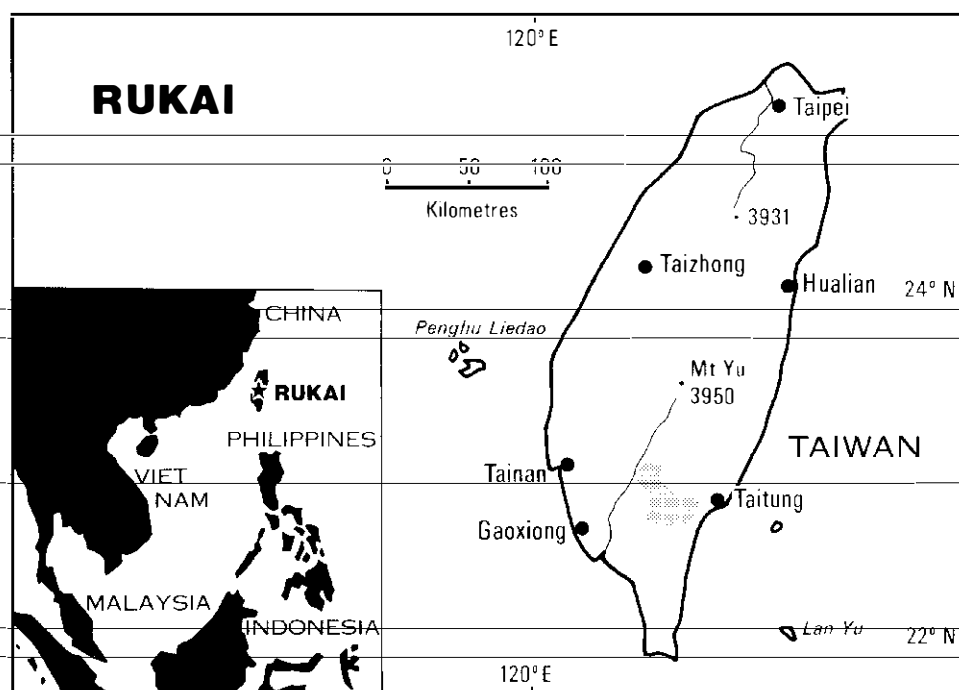 120° E
RUKAI
Taipei
0 50 100
Kilometres
3931
Taizhong
Hualian
24° N
CHINA
Penghu Liedao
Mt Yu
3950
RUKAI
PHILIPPINES
TAIWAN
VIET
NAM
Tainan
Taitung
Gaoxiong
MALAYSIA
INDONESIA
Lan Yu
22° N
120° E